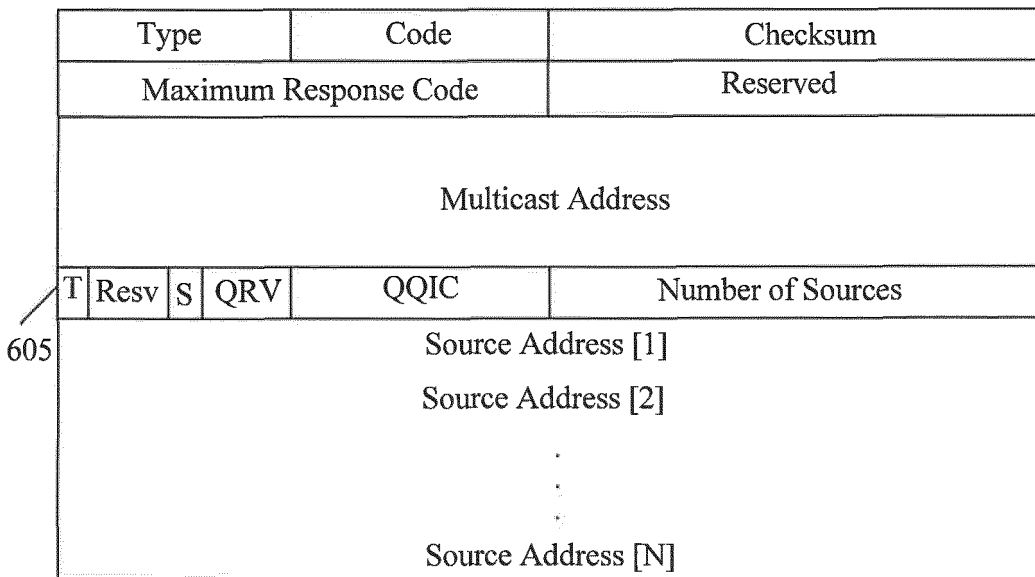 Type Code Checksum
Maximum Response Code Reserved
Multicast Address
T Resv S QRV QQIC Number of Sources
605
Source Address [1]
Source Address [2]
Source Address [N]